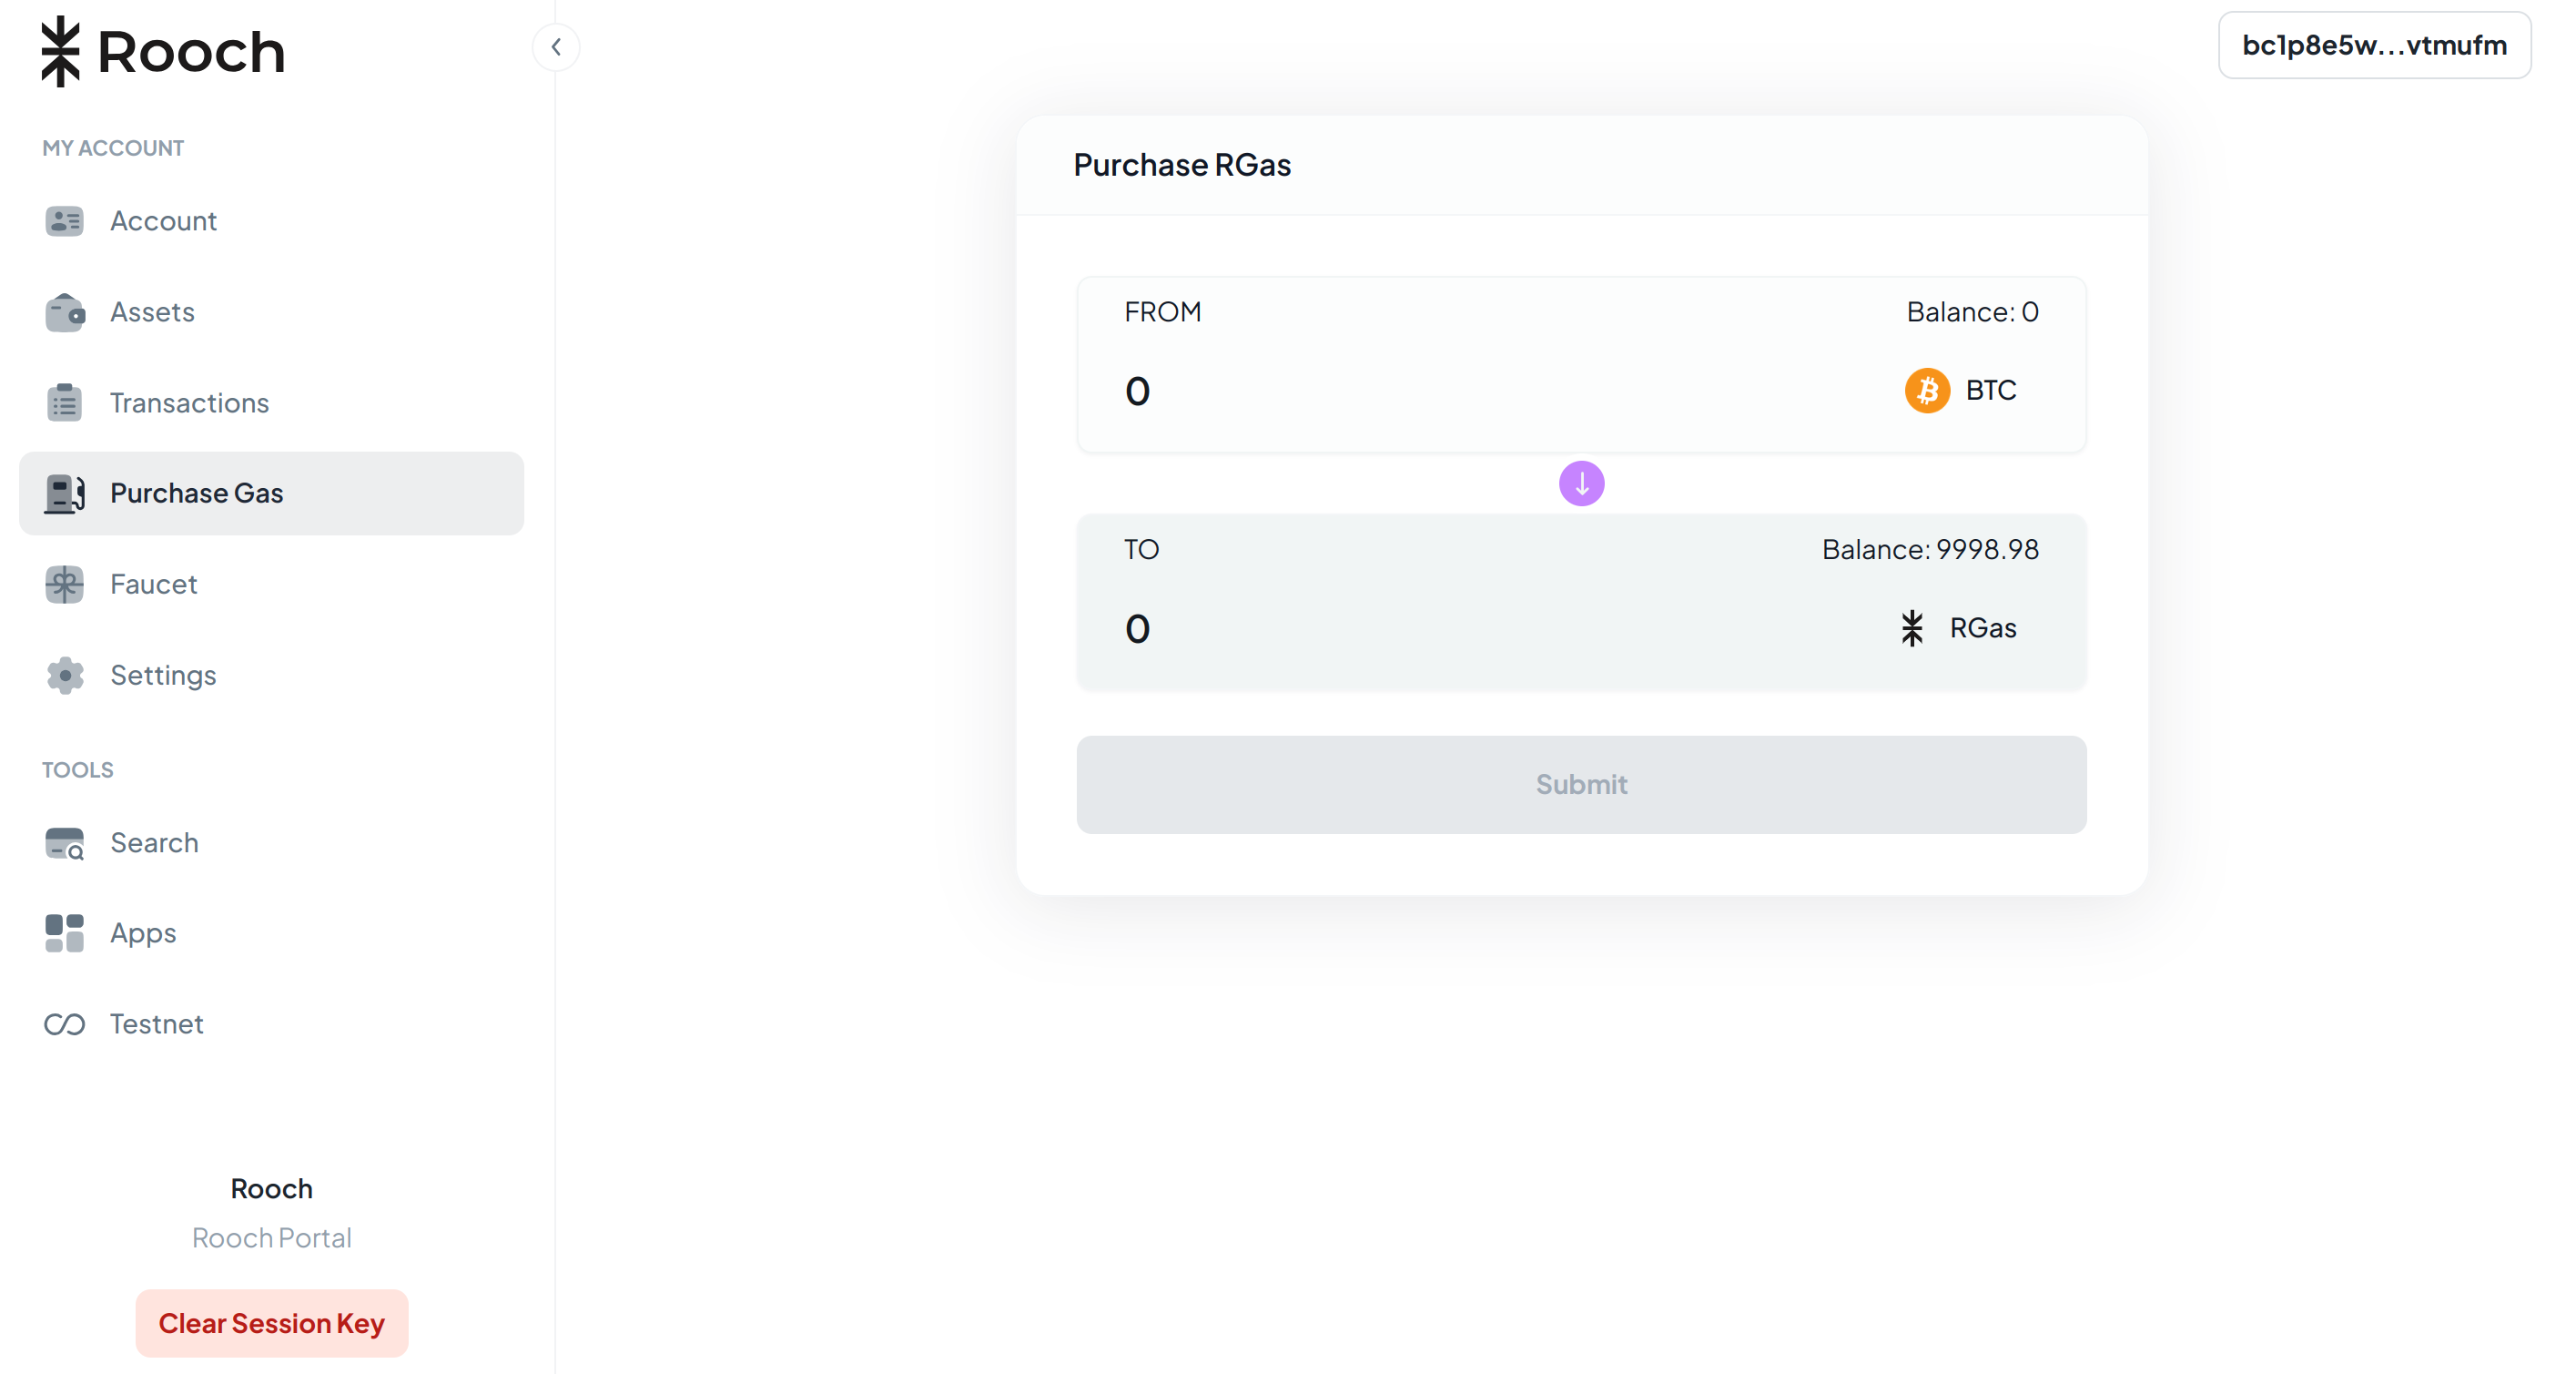 Rooch
bc1p8e5w...vtmufm
MY ACCOUNT
Account
Assets
Transactions
Purchase Gas
Faucet
Settings
TOOLS
Search
Apps
Testnet
Rooch
Rooch Portal
Clear Session Key
Purchase RGas
FROM Balance: 0
0 BTC
TO Balance: 9998.98
0 RGas
Submit